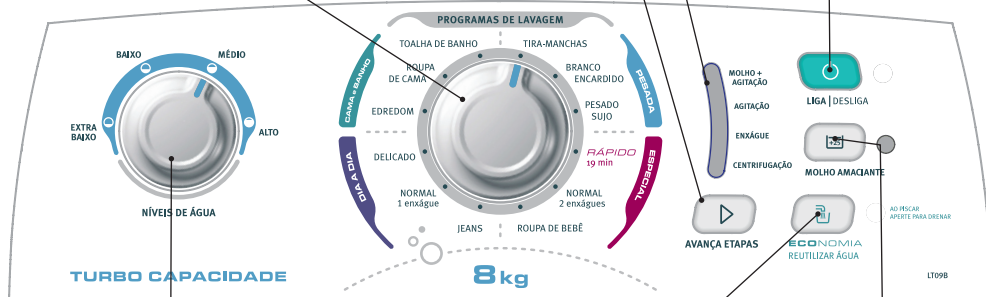 PROGRAMAS DE LAVAGEM
TOALHA DE BANHO
TIRA-MANCHAS
BAIXO
MÉDIO
EXTRA
BAIXO
ALTO
NÍVEIS DE ÁGUA
CAMA E BANHO
ROUPA
DE CAMA
EDREDOM
DIA A DIA
DELICADO
NORMAL
1 enxágue
JEANS
PESADA
BRANCO
ENCARDIDO
PESADO
SUJO
ESPECIAL
RÁPIDO
19 min
NORMAL
2 enxágues
ROUPA DE BEBÊ
MOLHO +
AGITAÇÃO
AGITAÇÃO
ENXÁGUE
CENTRIFUGAÇÃO
AVANÇA ETAPAS
LIGA | DESLIGA
+25
MOLHO AMACIANTE
ECONOMIA
REUTILIZAR ÁGUA
AO PISCAR
APERTE PARA DRENAR
TURBO CAPACIDADE
8kg
LT09B